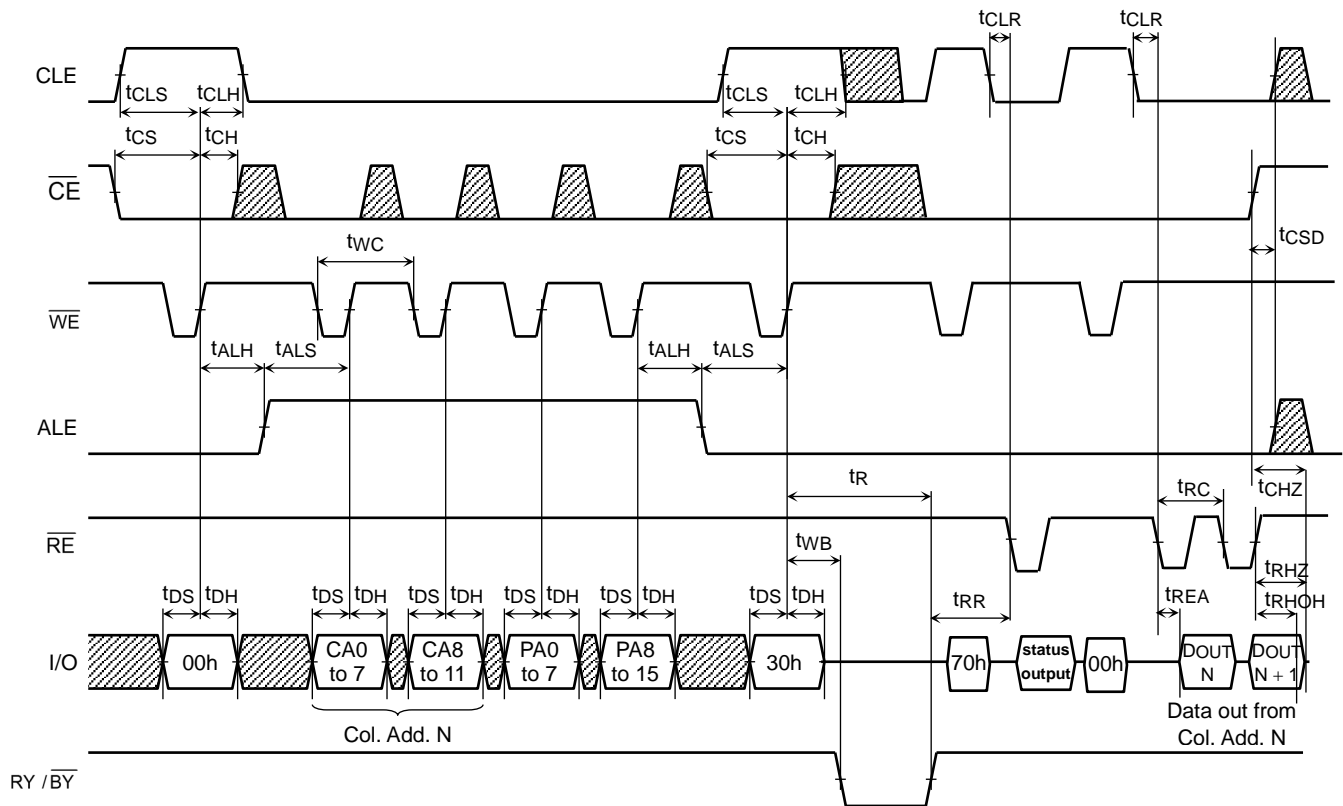 tCLR tCLR
CLE
tCLS tCLH tCLS tCLH
tCS tCH tCS tCH
CE
tWC tCSD
WE
tALH tALS tALH tALS
ALE
tR tRC tCHZ
RE
tWB
tDS tDH tDS tDH tDS tDH tDS tDH tDS tDH tDS tDH tRR tREA tRHZ
tRHOH
I/O 00h CA0 to 7 CA8 to 11 PA0 to 7 PA8 to 15 30h 70h status output 00h DOUT N DOUT N + 1
Col. Add. N
Data out from
Col. Add. N
RY / BY